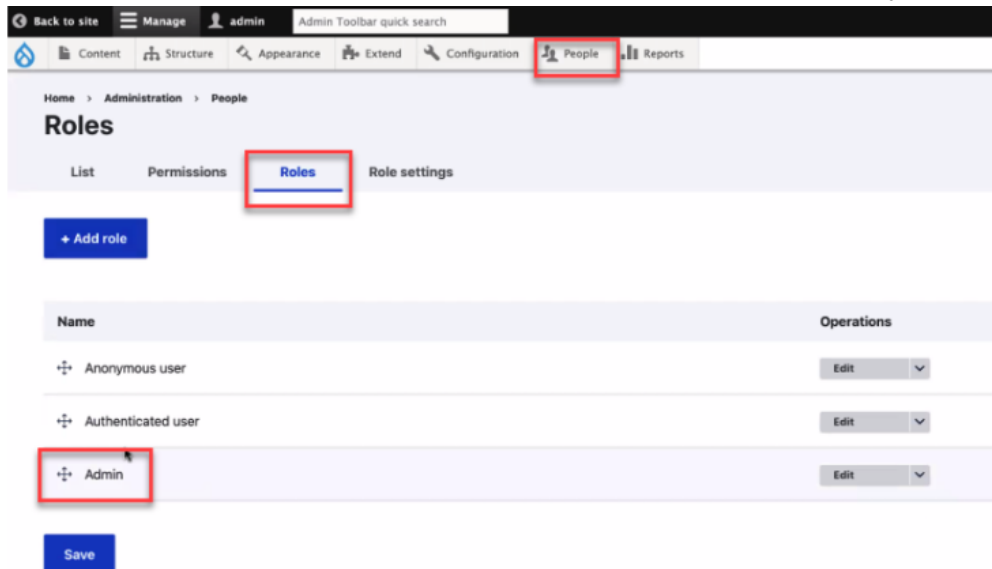 Back to site Manage admin Admin Toolbar quick search
Content Structure Appearance Extend Configuration People Reports
Home › Administration › People
Roles
List Permissions Roles Role settings
+ Add role
Name Operations
Anonymous user Edit
Authenticated user Edit
Admin Edit
Save